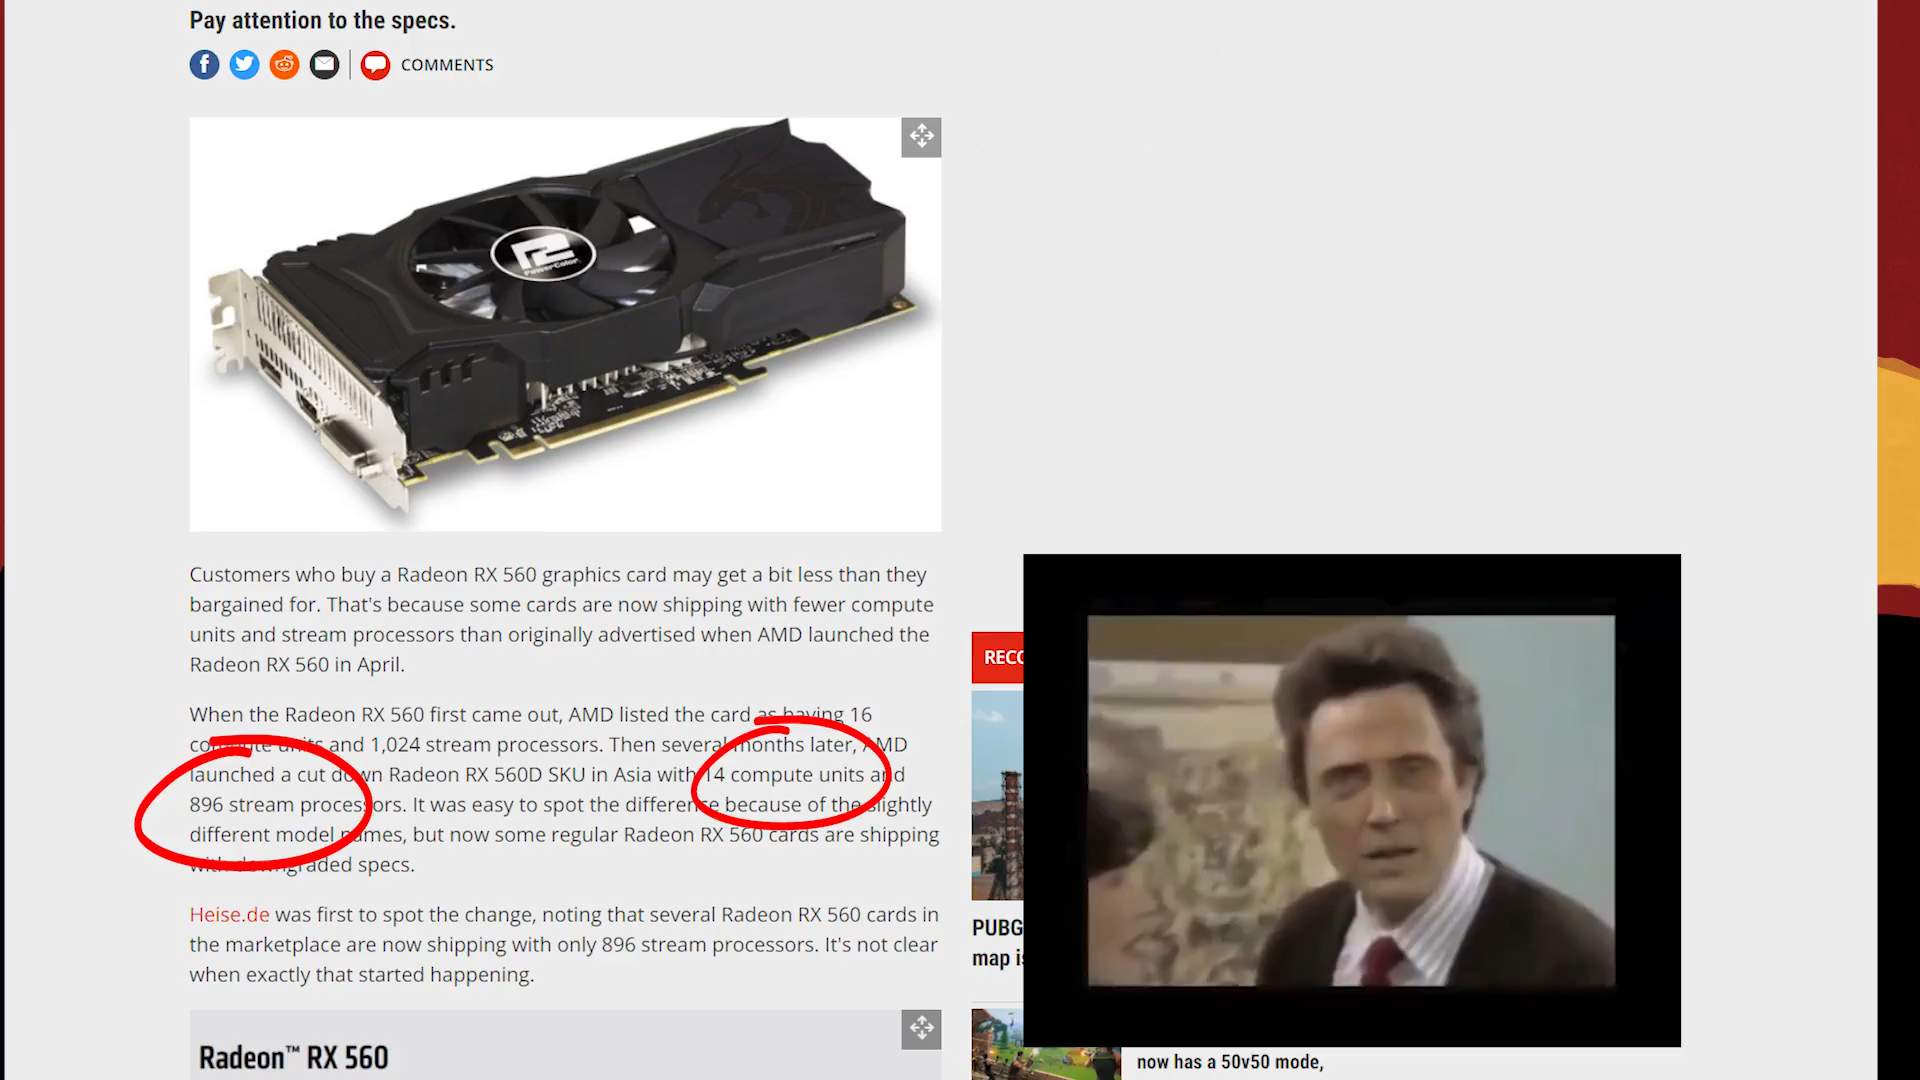 Pay attention to the specs.
COMMENTS
PowerColor
Customers who buy a Radeon RX 560 graphics card may get a bit less than they
bargained for. That's because some cards are now shipping with fewer compute
units and stream processors than originally advertised when AMD launched the
Radeon RX 560 in April.
When the Radeon RX 560 first came out, AMD listed the card as having 16
compute units and 1,024 stream processors. Then several months later, AMD
launched a cut down Radeon RX 560D SKU in Asia with 14 compute units and
896 stream processors. It was easy to spot the difference because of the slightly
different model names, but now some regular Radeon RX 560 cards are shipping
with downgraded specs.
Heise.de was first to spot the change, noting that several Radeon RX 560 cards in
the marketplace are now shipping with only 896 stream processors. It's not clear
when exactly that started happening.
Radeon™ RX 560
RECO
PUBG
map is
now has a 50v50 mode,